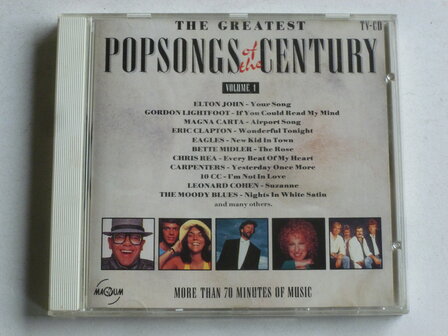 THE GREATEST
TV-CD
POPSONGS of the CENTURY
VOLUME 1
ELTON JOHN - Your Song
GORDON LIGHTFOOT - If You Could Read My Mind
MAGNA CARTA - Airport Song
ERIC CLAPTON - Wonderful Tonight
EAGLES - New Kid In Town
BETTE MIDLER - The Rose
CHRIS REA - Every Beat Of My Heart
CARPENTERS - Yesterday Once More
10 CC - I'm Not In Love
LEONARD COHEN - Suzanne
THE MOODY BLUES - Nights In White Satin
and many others.
MAGNUM
MORE THAN 70 MINUTES OF MUSIC